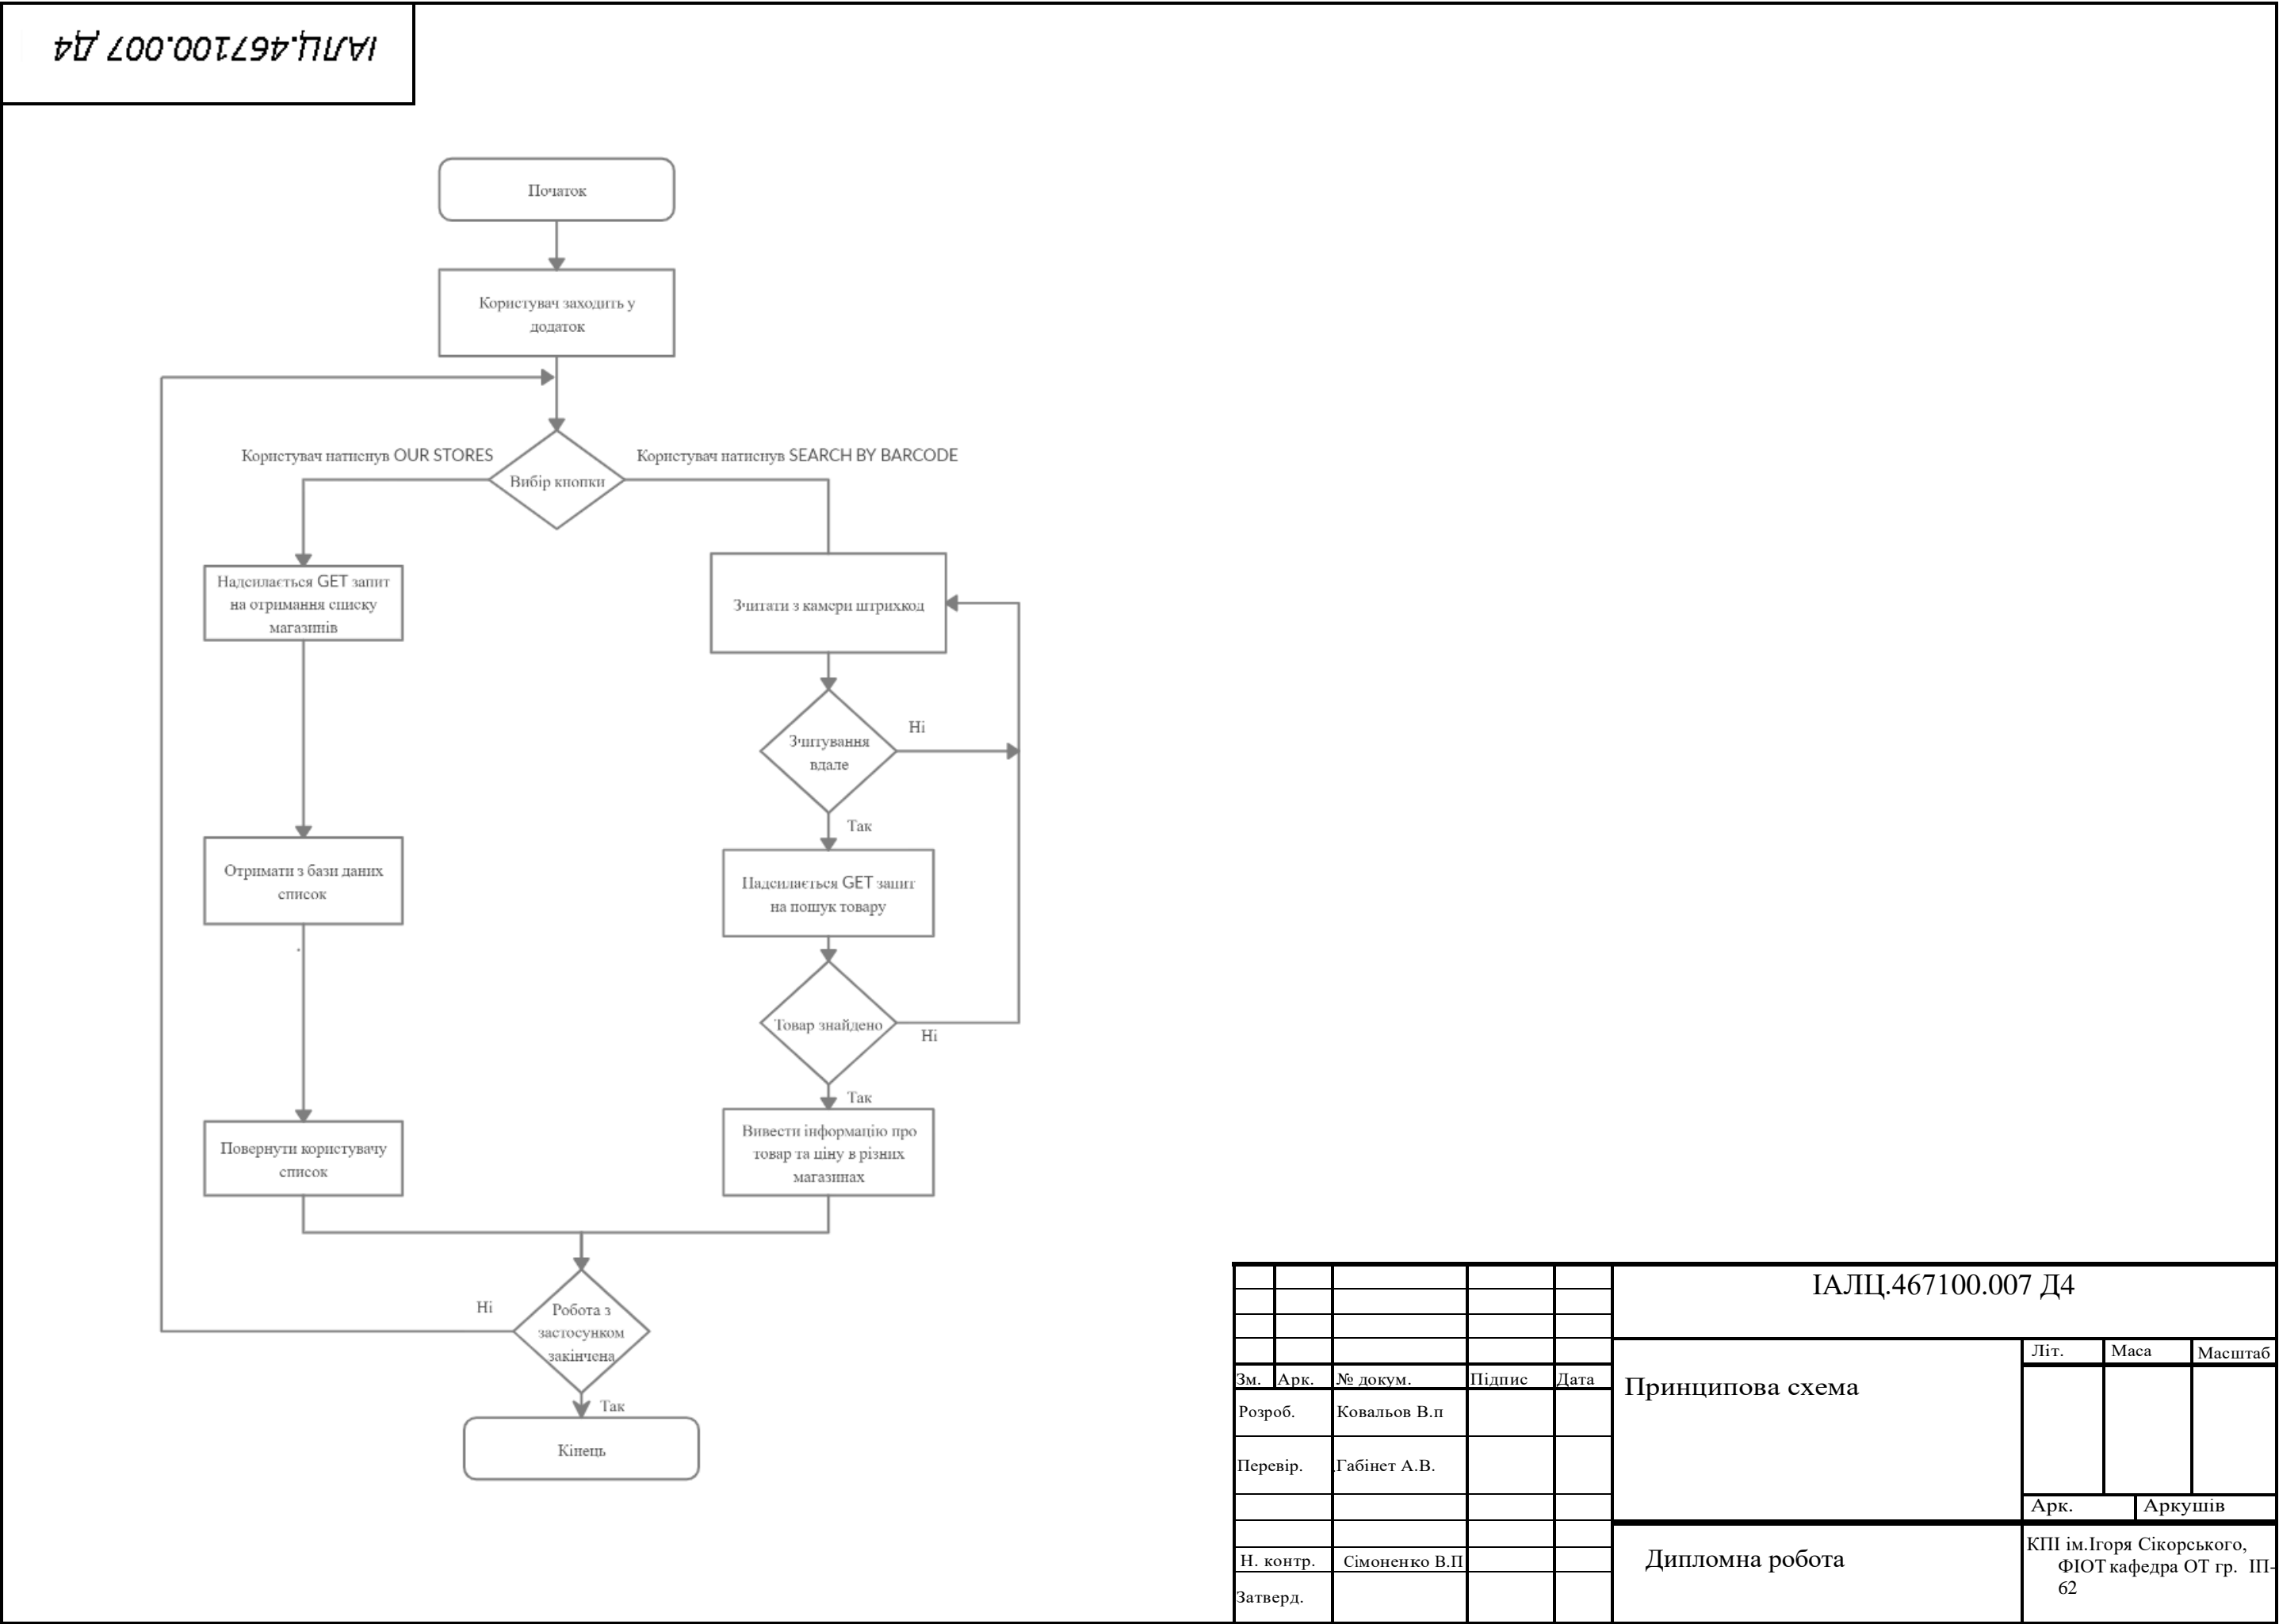 ІАЛЦ.467100.007 Д4
Початок
Користувач заходить у
додаток
Користувач натиснув OUR STORES
Користувач натиснув SEARCH BY BARCODE
Вибір кнопки
Надсилається GET запит
на отримання списку
магазинів
Зчитати з камери штрихкод
Ні
Зчитування
вдале
Так
Отримати з бази даних
список
Надсилається GET запит
на пошук товару
Товар знайдено
Ні
Так
Повернути користувачу
список
Вивести інформацію про
товар та ціну в різних
магазинах
Ні
Робота з
застосунком
закінчена
Так
Кінець
ІАЛЦ.467100.007 Д4
Літ. Маса Масштаб
Зм. Арк. № докум. Підпис Дата
Принципова схема
Розроб. Ковальов В.п
Перевір. Габінет А.В.
Арк. Аркушів
Н. контр. Сімоненко В.П
Затверд.
Дипломна робота
КПІ ім.Ігоря Сікорського,
ФІОТ кафедра ОТ гр. ІП-
62